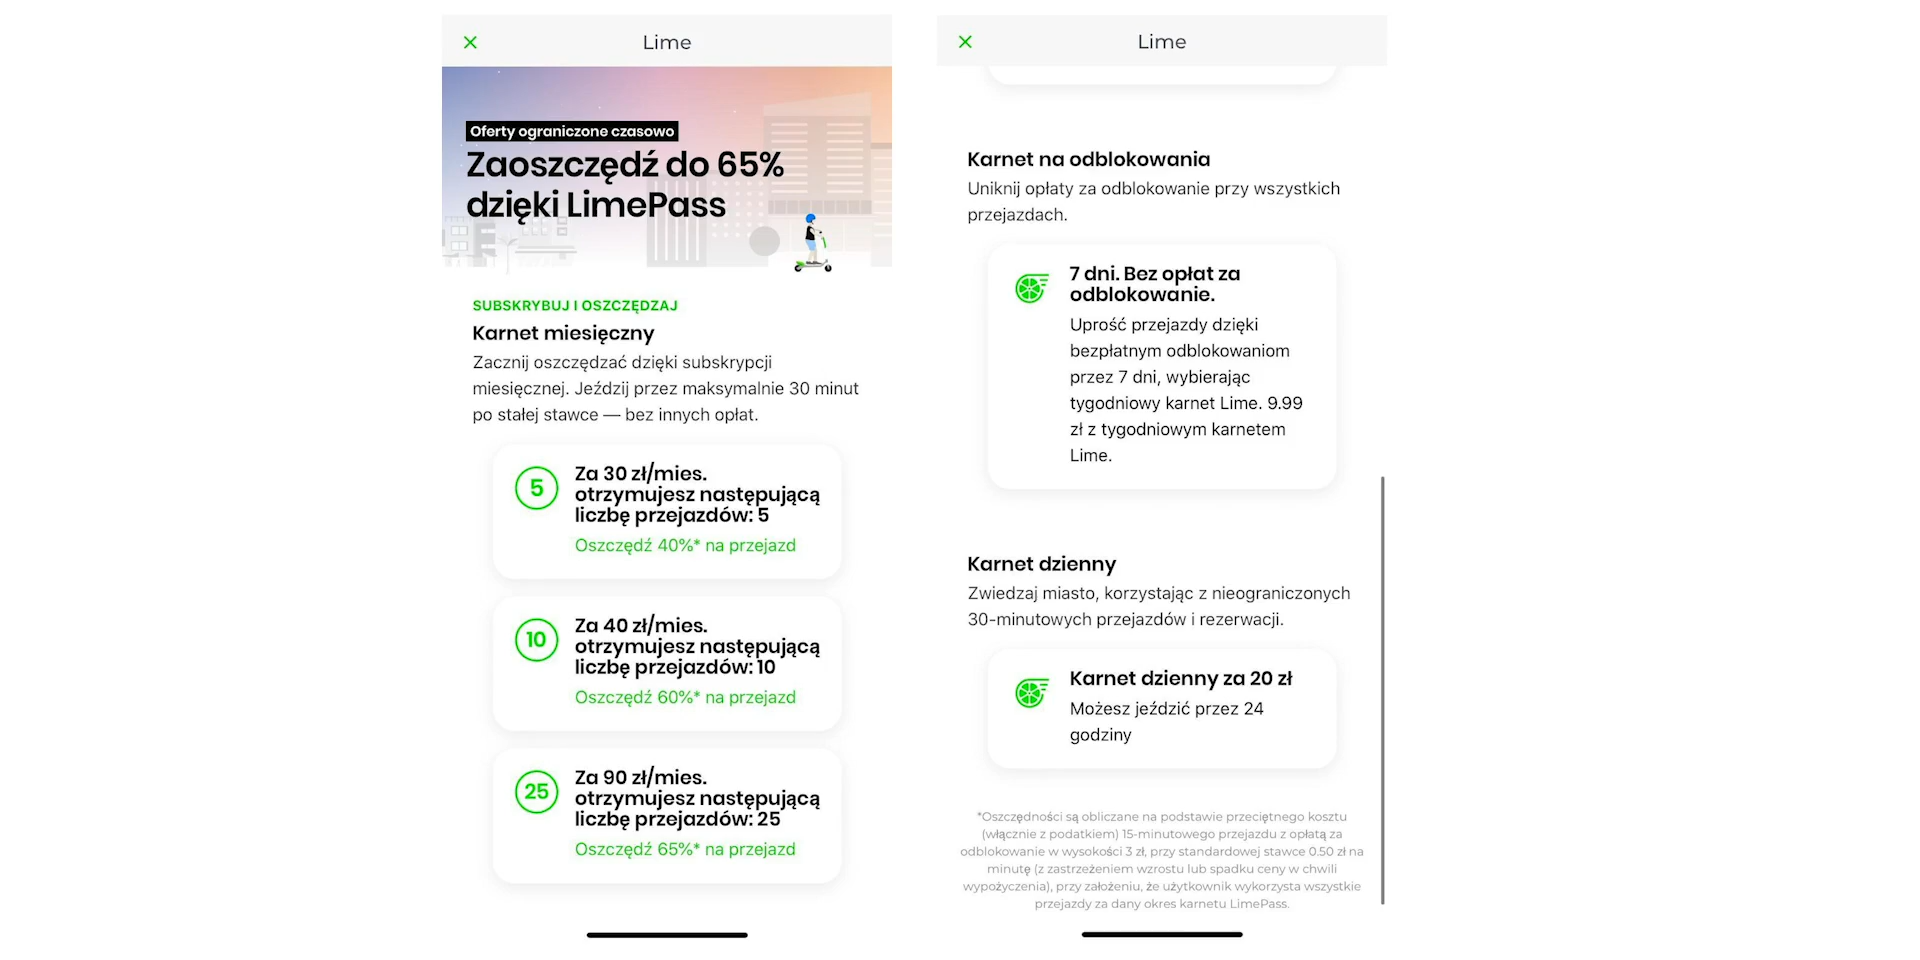 Lime
Oferty ograniczone czasowo
Zaoszczędź do 65%
dzięki LimePass
SUBSKRYBUJ I OSZCZĘDZAJ
Karnet miesięczny
Zacznij oszczędzać dzięki subskrypcji
miesięcznej. Jeździj przez maksymalnie 30 minut
po stałej stawce — bez innych opłat.
5
Za 30 zł/mies.
otrzymujesz następującą
liczbę przejazdów: 5
Oszczędź 40%* na przejazd
10
Za 40 zł/mies.
otrzymujesz następującą
liczbę przejazdów: 10
Oszczędź 60%* na przejazd
25
Za 90 zł/mies.
otrzymujesz następującą
liczbę przejazdów: 25
Oszczędź 65%* na przejazd
Lime
Karnet na odblokowania
Uniknij opłaty za odblokowanie przy wszystkich
przejazdach.
7 dni. Bez opłat za
odblokowanie.
Uprość przejazdy dzięki
bezpłatnym odblokowaniom
przez 7 dni, wybierając
tygodniowy karnet Lime. 9.99
zł z tygodniowym karnetem
Lime.
Karnet dzienny
Zwiedzaj miasto, korzystając z nieograniczonych
30-minutowych przejazdów i rezerwacji.
Karnet dzienny za 20 zł
Możesz jeździć przez 24
godziny
*Oszczędności są obliczane na podstawie przeciętnego kosztu
(włącznie z podatkiem) 15-minutowego przejazdu z opłatą za
odblokowanie w wysokości 3 zł, przy standardowej stawce 0.50 zł na
minutę (z zastrzeżeniem wzrostu lub spadku ceny w chwili
wypożyczenia), przy założeniu, że użytkownik wykorzysta wszystkie
przejazdy za dany okres karnetu LimePass.